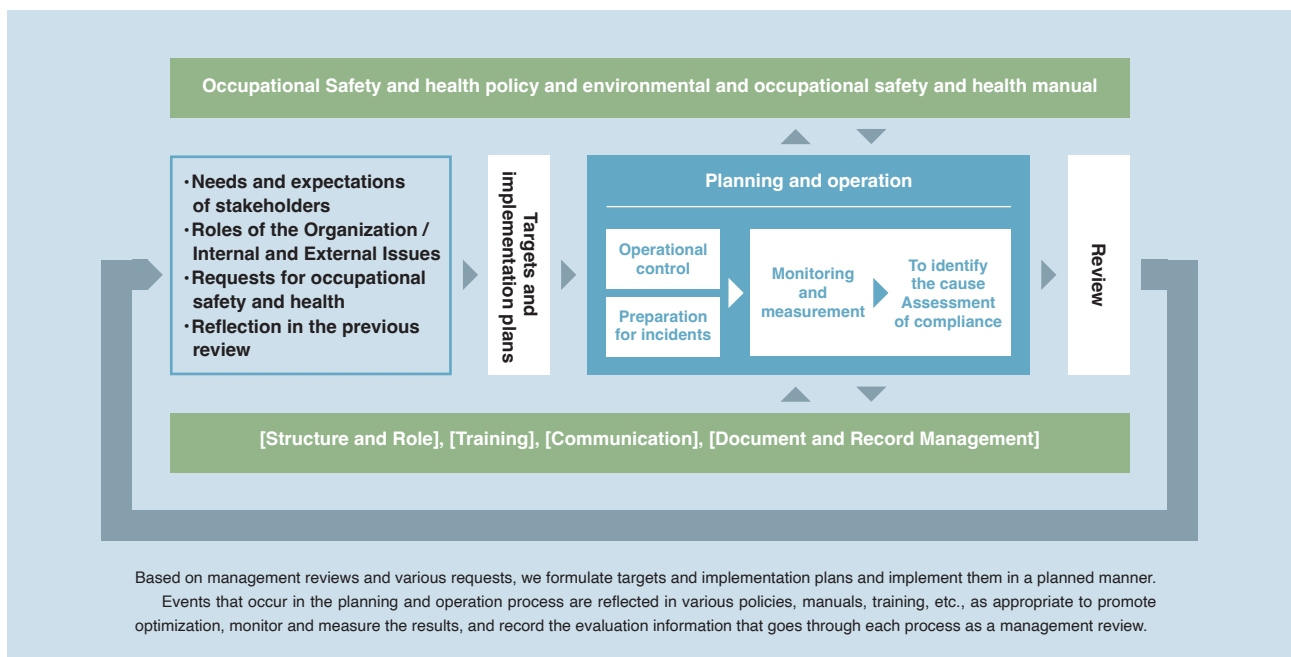 Occupational Safety and health policy and environmental and occupational safety and health manual
・Needs and expectations
of stakeholders
・Roles of the Organization /
Internal and External Issues
・Requests for occupational
safety and health
・Reflection in the previous
review
Targets and
implementation plans
Planning and operation
Operational
control
Preparation
for incidents
Monitoring
and
measurement
To identify
the cause
Assessment
of compliance
Review
[Structure and Role], [Training], [Communication], [Document and Record Management]
Based on management reviews and various requests, we formulate targets and implementation plans and implement them in a planned manner.
Events that occur in the planning and operation process are reflected in various policies, manuals, training, etc., as appropriate to promote
optimization, monitor and measure the results, and record the evaluation information that goes through each process as a management review.